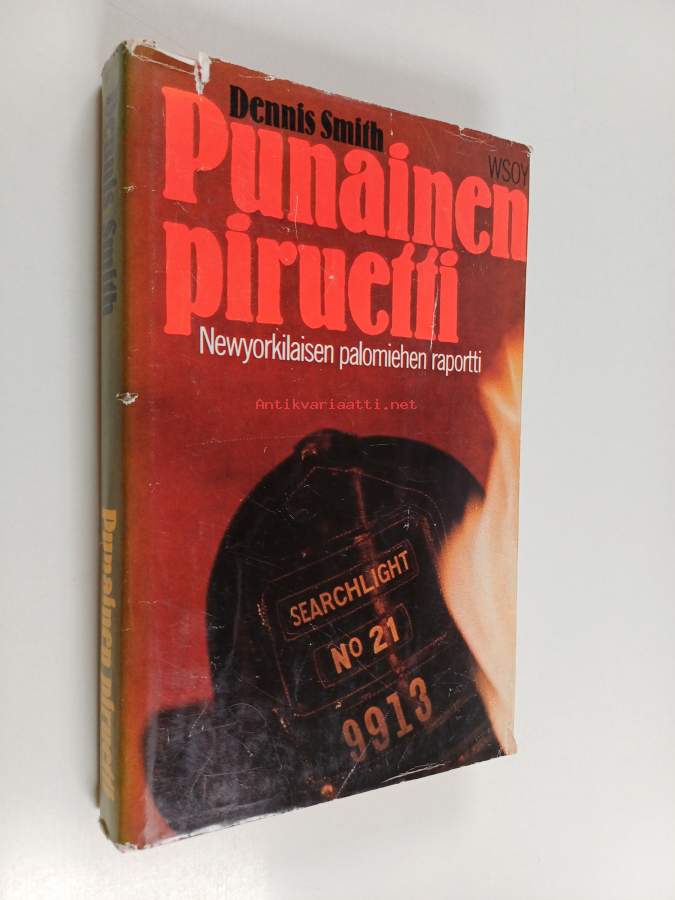 Dennis Smith
WSOY
Punainen
piruetti
Newyorkilaisen palomiehen raportti
Antikvariaatti.net
SEARCHLIGHT
No 21
9913
Dennis Smith
Punainen piruetti